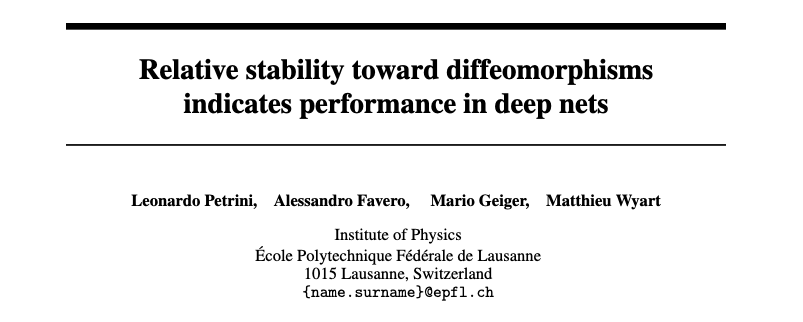 Relative stability toward diffeomorphisms
indicates performance in deep nets
Leonardo Petrini, Alessandro Favero, Mario Geiger, Matthieu Wyart
Institute of Physics
École Polytechnique Fédérale de Lausanne
1015 Lausanne, Switzerland
{name.surname}@epfl.ch